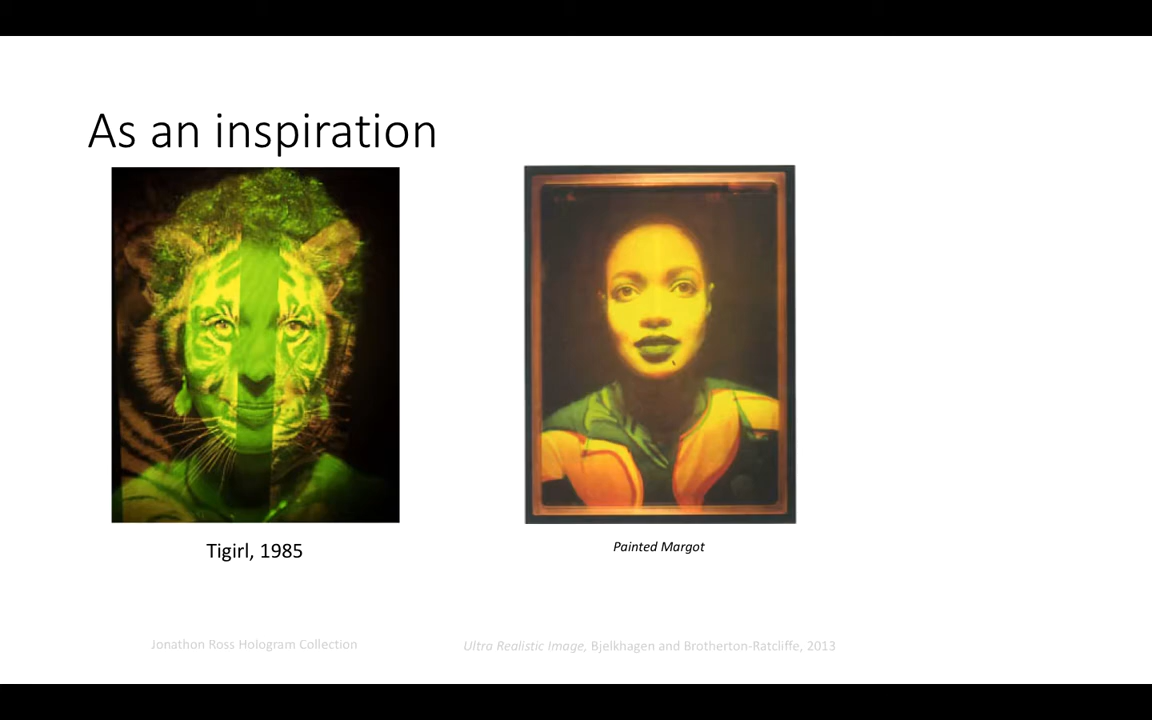 As an inspiration
Tigirl, 1985
Painted Margot
Jonathon Ross Hologram Collection
Ultra Realistic Image, Bjelkhagen and Brotherton-Ratcliffe, 2013